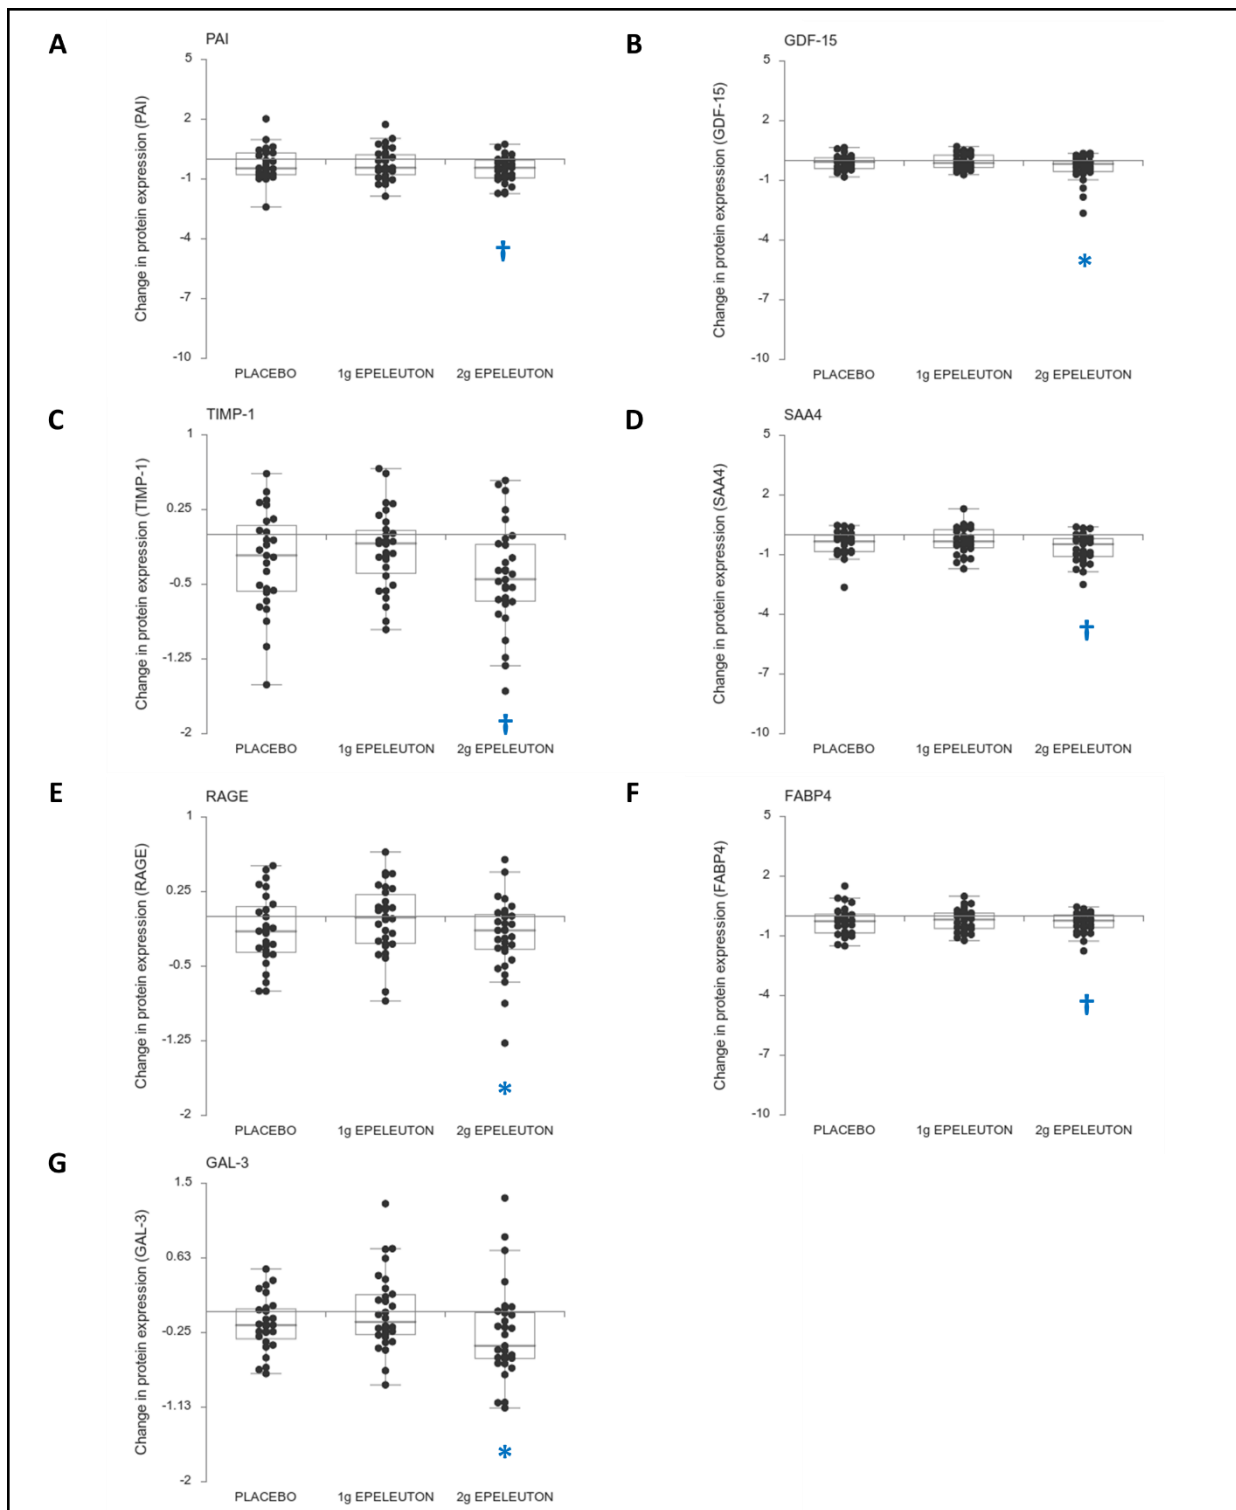 A
PAI
Change in protein expression (PAI)
5
2
-1
-4
-7
-10
†
PLACEBO
1g EPELEUTON
2g EPELEUTON
B
GDF-15
Change in protein expression (GDF-15)
5
2
-1
-4
-7
-10
*
PLACEBO
1g EPELEUTON
2g EPELEUTON
C
TIMP-1
Change in protein expression (TIMP-1)
1
0.25
-0.5
-1.25
-2
†
PLACEBO
1g EPELEUTON
2g EPELEUTON
D
SAA4
Change in protein expression (SAA4)
5
2
-1
-4
-7
-10
†
PLACEBO
1g EPELEUTON
2g EPELEUTON
E
RAGE
Change in protein expression (RAGE)
1
0.25
-0.5
-1.25
-2
*
PLACEBO
1g EPELEUTON
2g EPELEUTON
F
FABP4
Change in protein expression (FABP4)
5
2
-1
-4
-7
-10
†
PLACEBO
1g EPELEUTON
2g EPELEUTON
G
GAL-3
Change in protein expression (GAL-3)
1.5
0.63
-0.25
-1.13
-2
*
PLACEBO
1g EPELEUTON
2g EPELEUTON